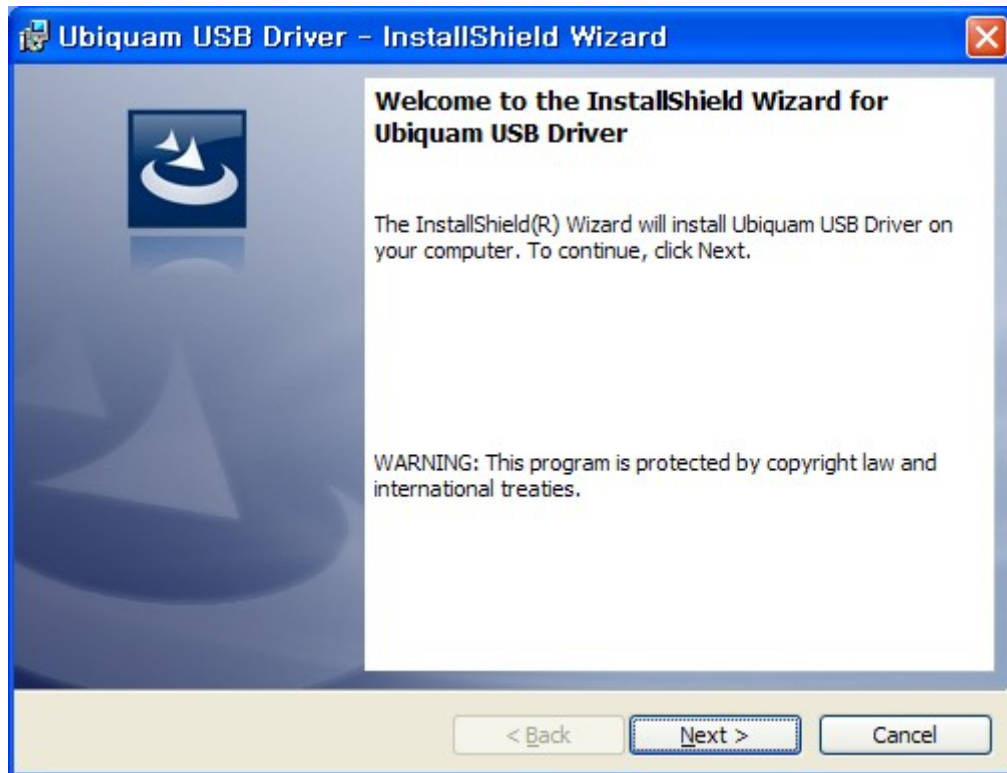 Ubiquam USB Driver - InstallShield Wizard
Welcome to the InstallShield Wizard for
Ubiquam USB Driver
The InstallShield(R) Wizard will install Ubiquam USB Driver on
your computer. To continue, click Next.
WARNING: This program is protected by copyright law and
international treaties.
< Back
Next >
Cancel